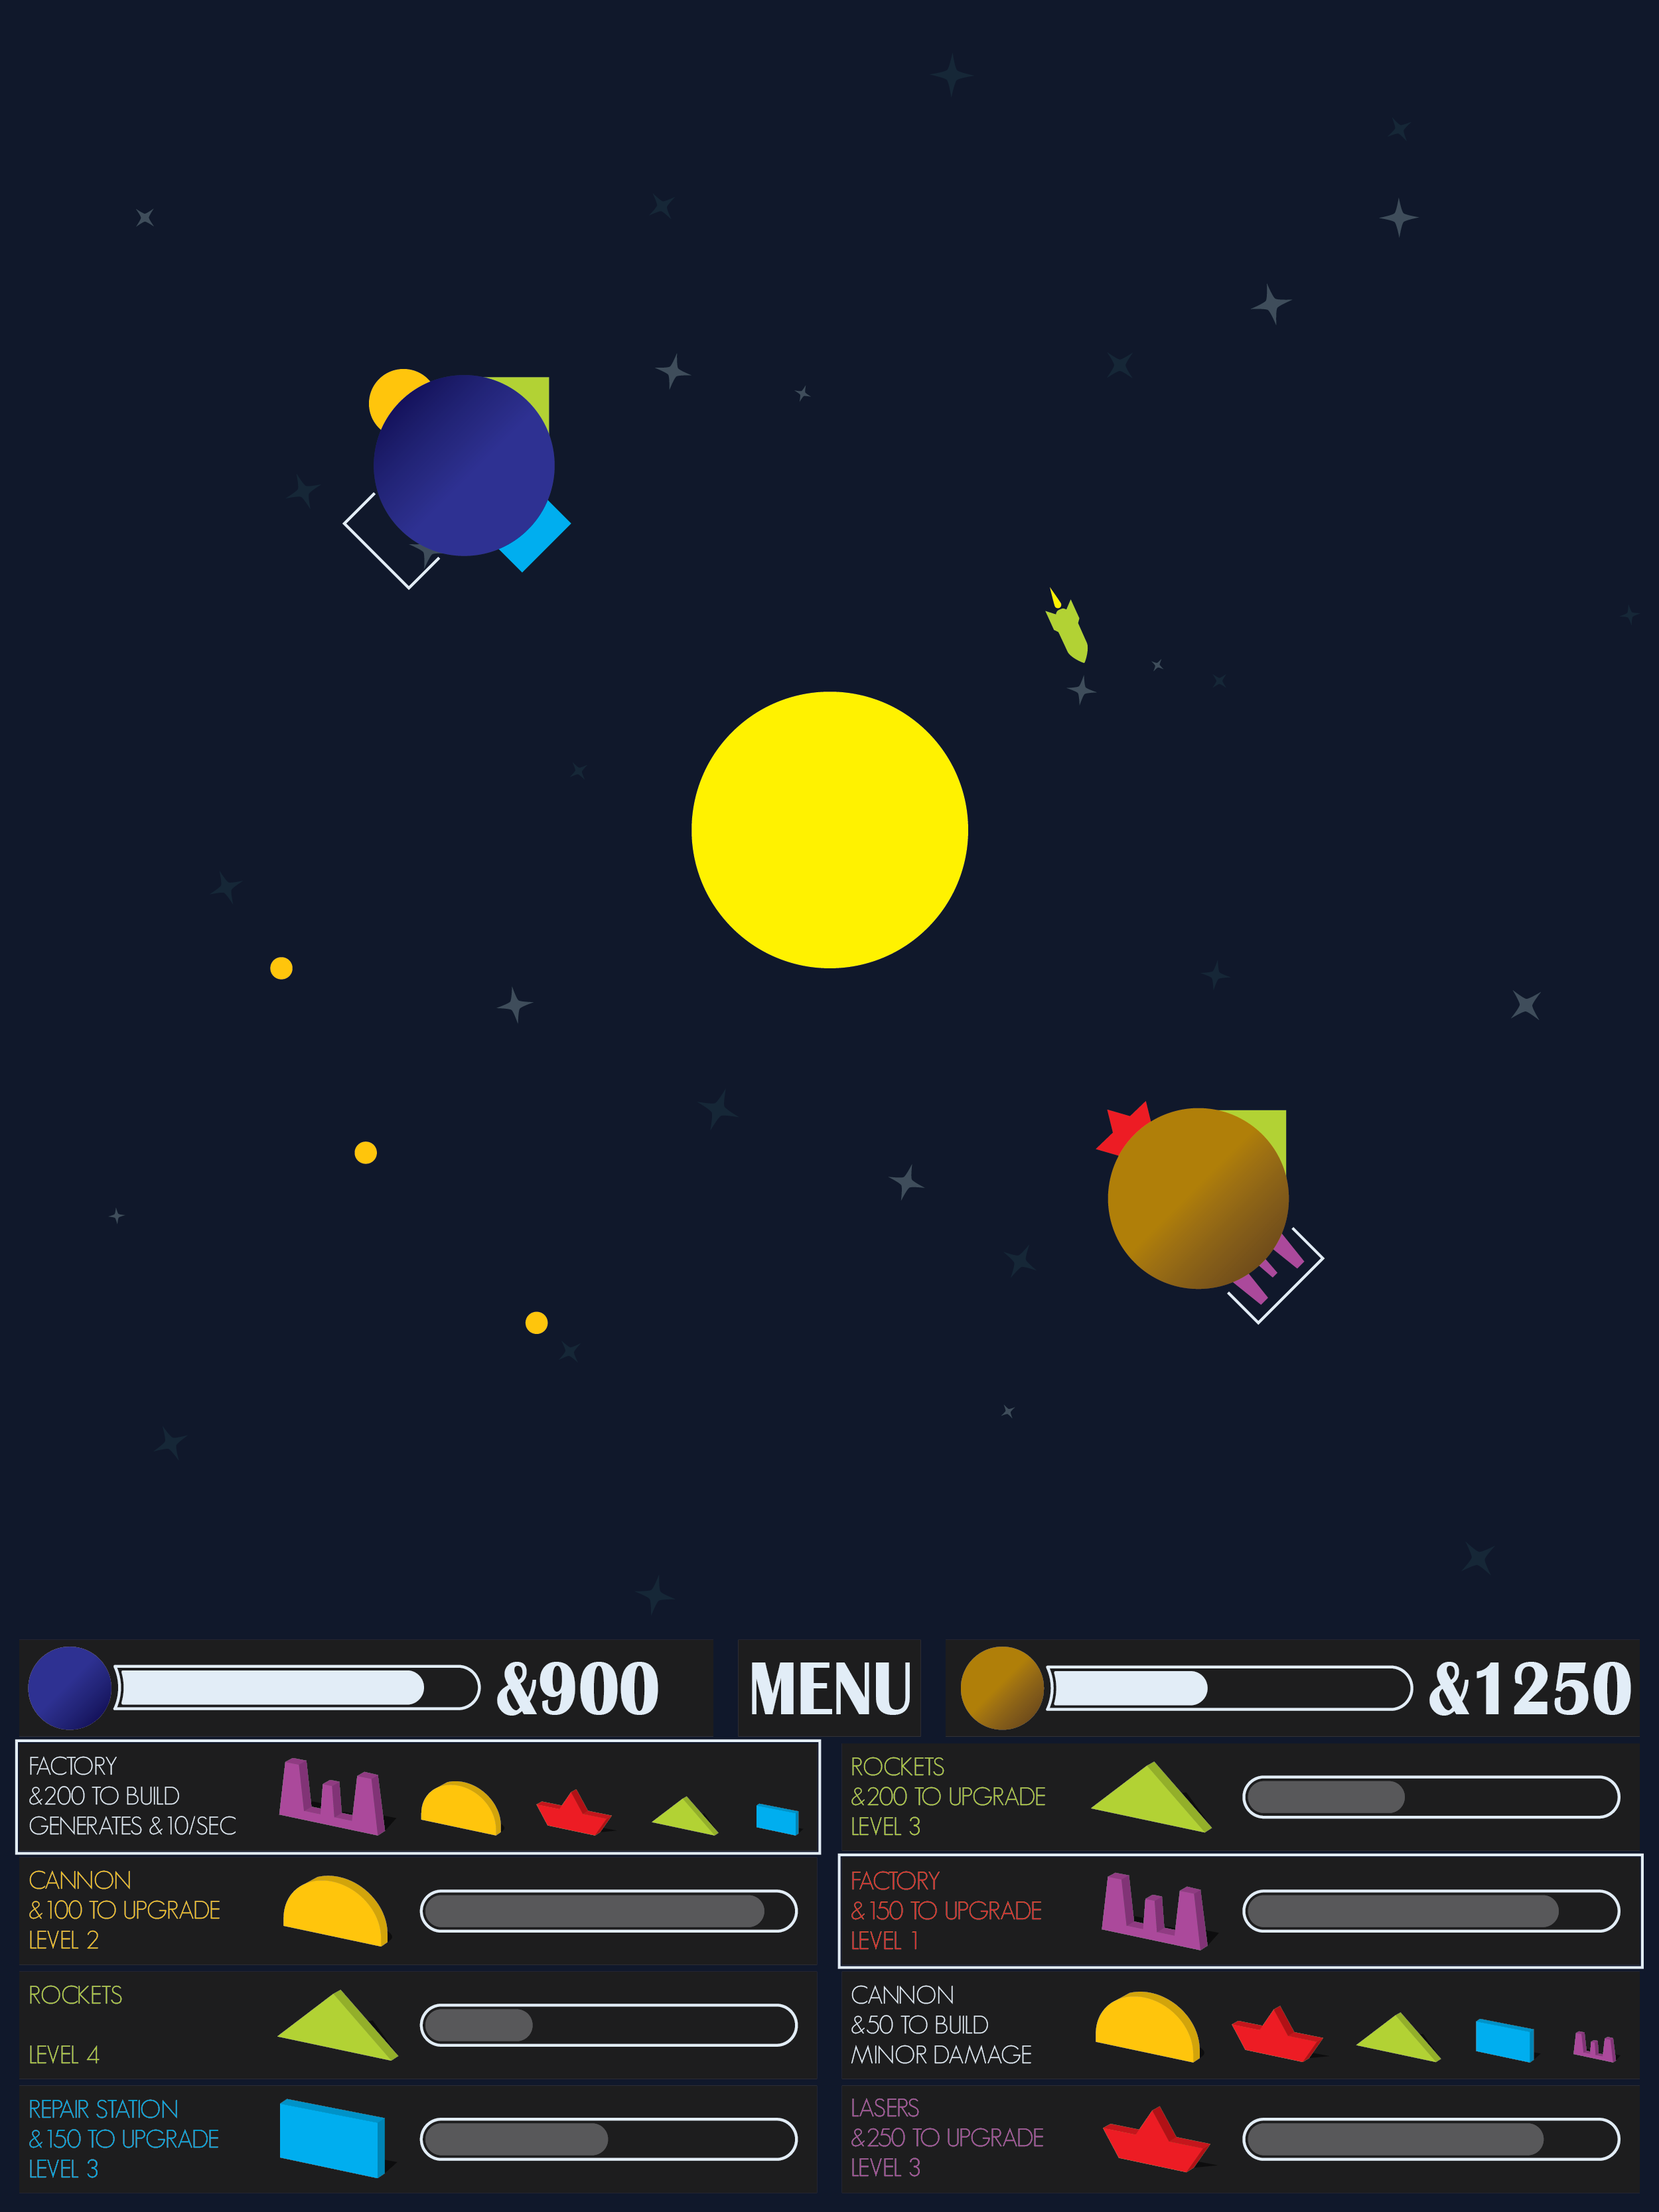 &900
MENU
&1250
FACTORY
&200 TO BUILD
GENERATES &10/SEC
CANNON
&100 TO UPGRADE
LEVEL 2
ROCKETS
LEVEL 4
REPAIR STATION
&150 TO UPGRADE
LEVEL 3
ROCKETS
&200 TO UPGRADE
LEVEL 3
FACTORY
&150 TO UPGRADE
LEVEL 1
CANNON
&50 TO BUILD
MINOR DAMAGE
LASERS
&250 TO UPGRADE
LEVEL 3